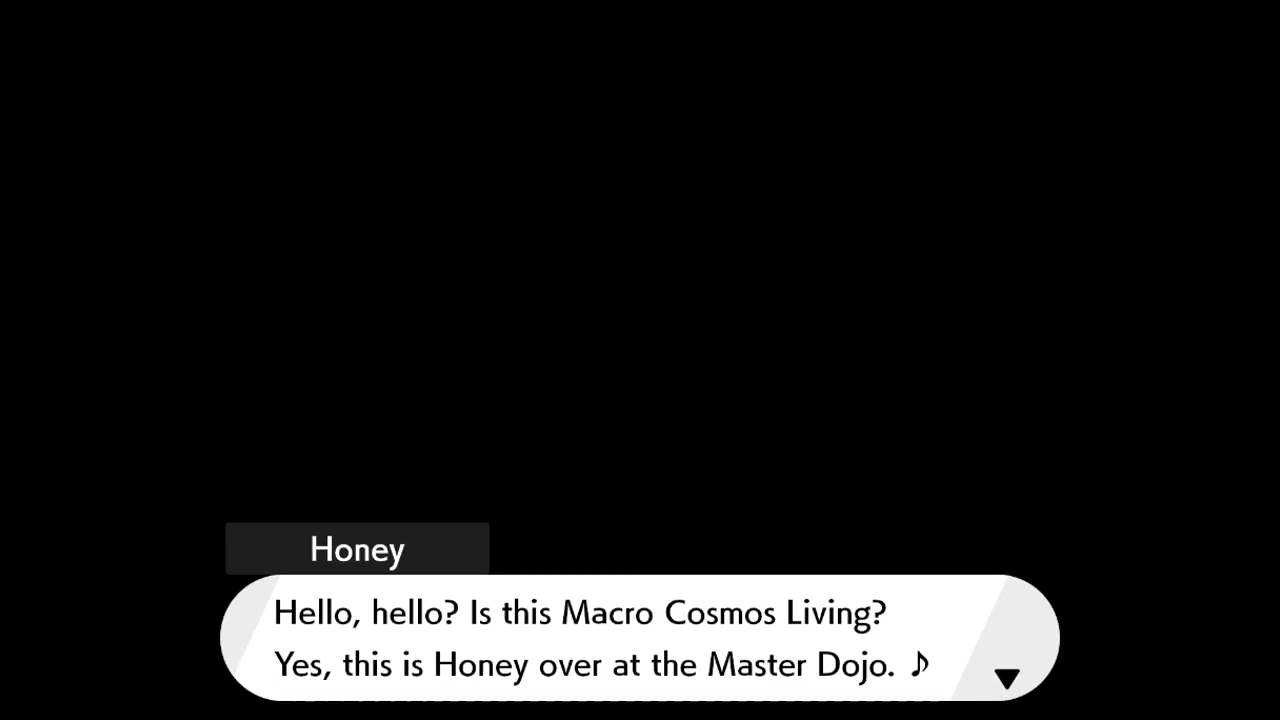 Honey
Hello, hello? Is this Macro Cosmos Living?
Yes, this is Honey over at the Master Dojo. ♪